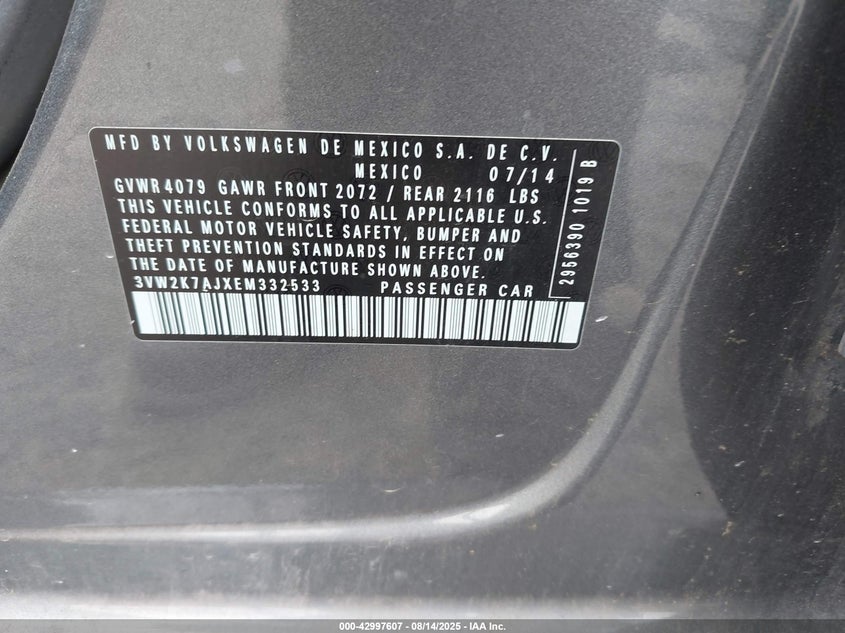 MFD BY VOLKSWAGEN DE MEXICO S.A. DE C.V.
MEXICO 07/14
GVWR 4079 GAWR FRONT 2072 / REAR 2116 LBS
THIS VEHICLE CONFORMS TO ALL APPLICABLE U.S.
FEDERAL MOTOR VEHICLE SAFETY, BUMPER AND
THEFT PREVENTION STANDARDS IN EFFECT ON
THE DATE OF MANUFACTURE SHOWN ABOVE.
3VW2K7AJXEM332533 PASSENGER CAR
2956390 1019 B
000-42997607 - 08/14/2025 - IAA Inc.